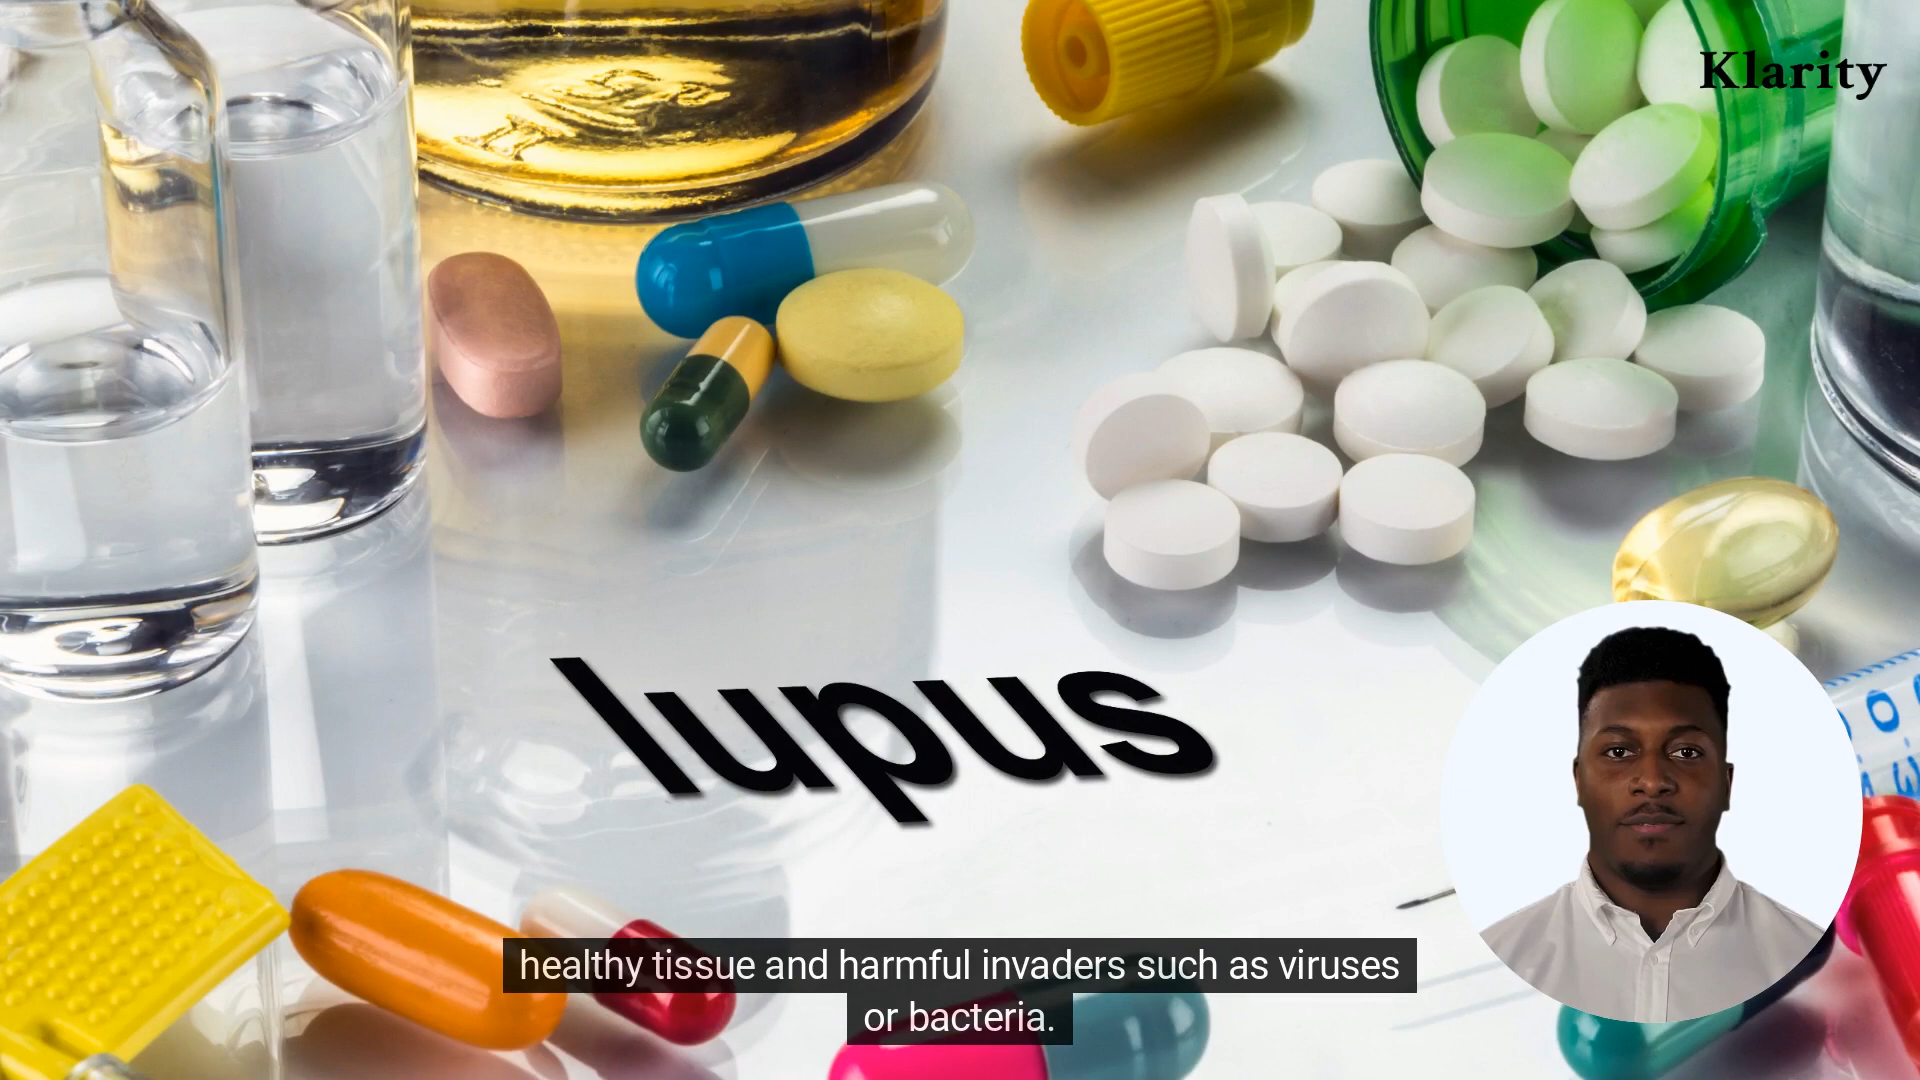 Klarity
lupus
healthy tissue and harmful invaders such as viruses
or bacteria.